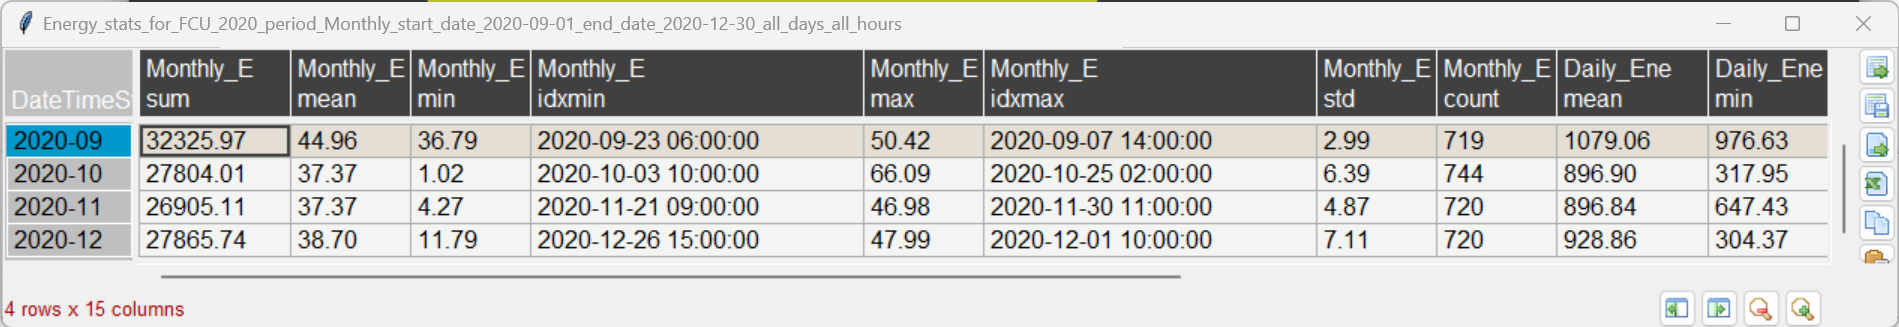 Energy_stats_for_FCU_2020_period_Monthly_start_date_2020-09-01_end_date_2020-12-30_all_days_all_hours
DateTimeSt Monthly_E sum Monthly_E mean Monthly_E min Monthly_E idxmin Monthly_E max Monthly_E idxmax Monthly_E std Monthly_E count Daily_Ene mean Daily_Ene min
2020-09 32325.97 44.96 36.79 2020-09-23 06:00:00 50.42 2020-09-07 14:00:00 2.99 719 1079.06 976.63
2020-10 27804.01 37.37 1.02 2020-10-03 10:00:00 66.09 2020-10-25 02:00:00 6.39 744 896.90 317.95
2020-11 26905.11 37.37 4.27 2020-11-21 09:00:00 46.98 2020-11-30 11:00:00 4.87 720 896.84 647.43
2020-12 27865.74 38.70 11.79 2020-12-26 15:00:00 47.99 2020-12-01 10:00:00 7.11 720 928.86 304.37
4 rows x 15 columns